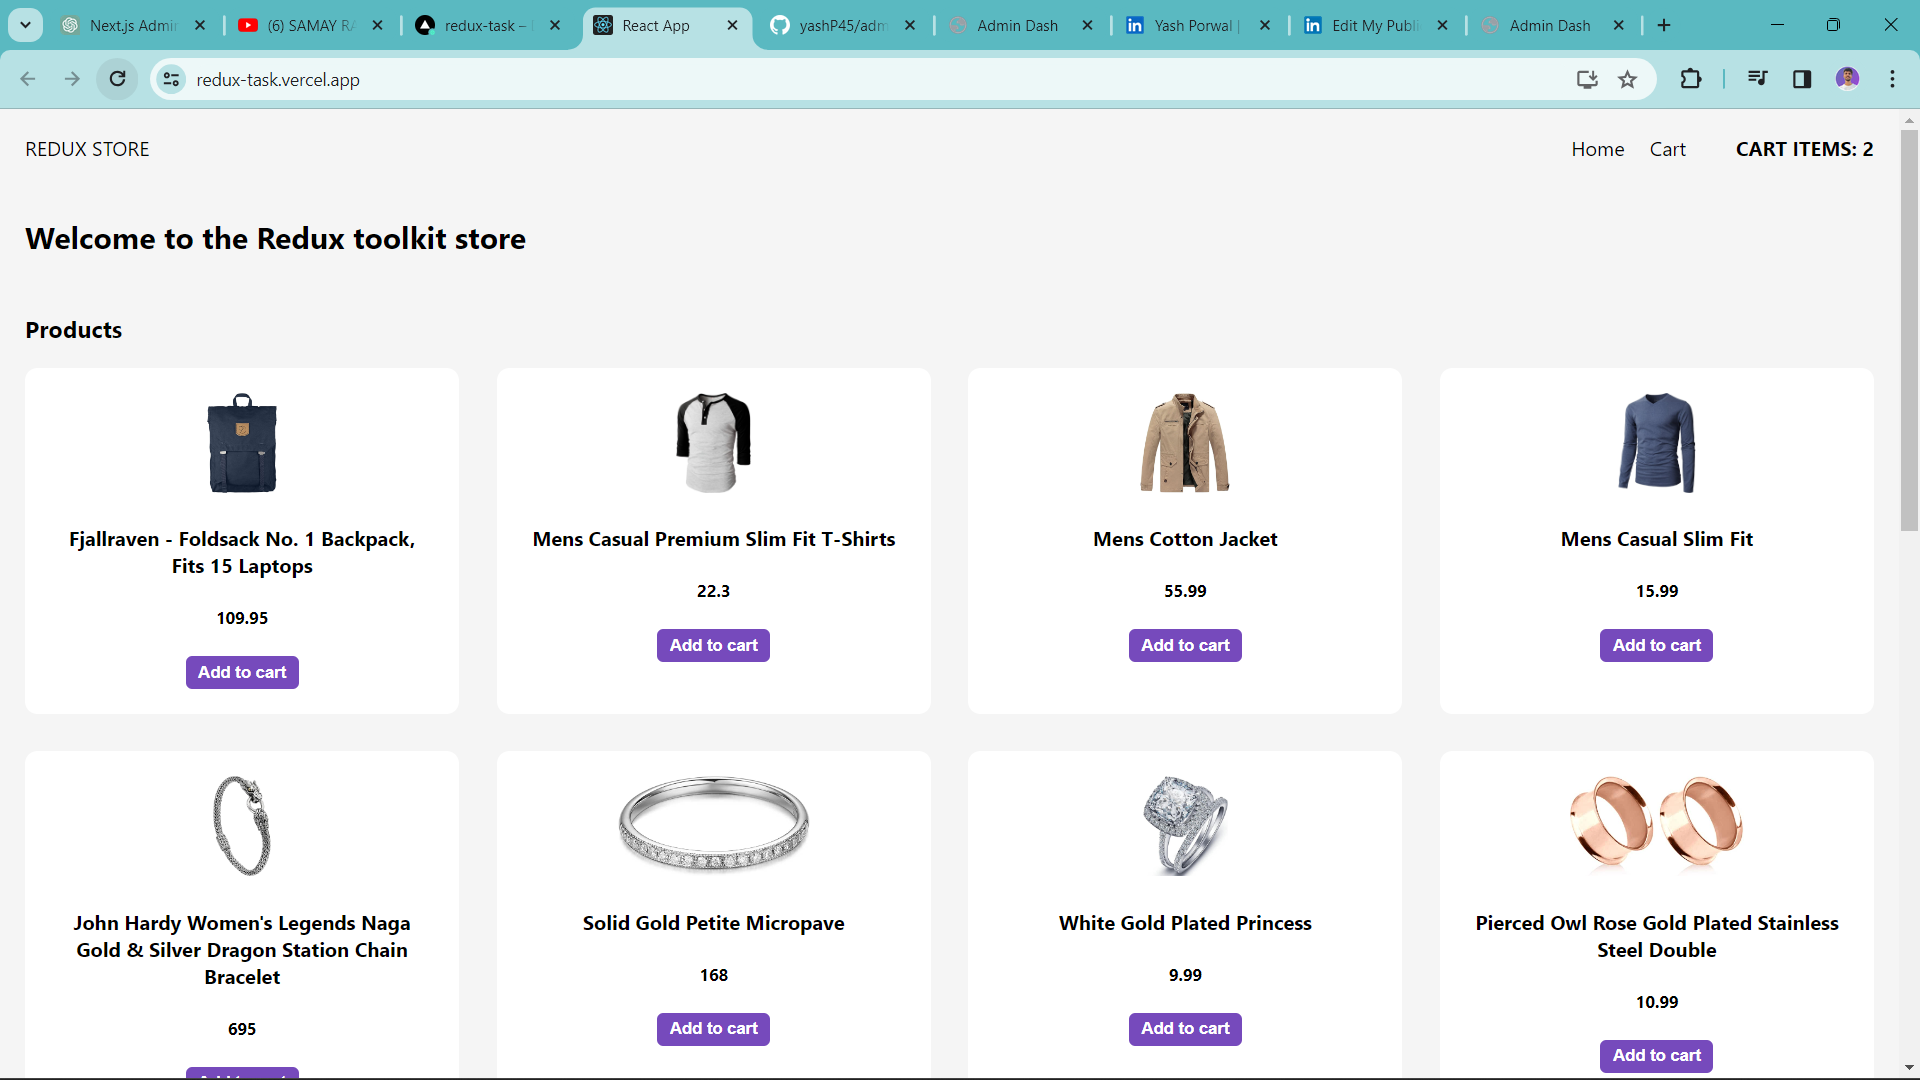 Next.js Admi
(6) SAMAY RA
redux-task –
React App
yashP45/adm
Admin Dash
Yash Porwal |
Edit My Publi
Admin Dash
redux-task.vercel.app
REDUX STORE
Home
Cart
CART ITEMS: 2
Welcome to the Redux toolkit store
Products
Fjallraven - Foldsack No. 1 Backpack,
Fits 15 Laptops
109.95
Add to cart
Mens Casual Premium Slim Fit T-Shirts
22.3
Add to cart
Mens Cotton Jacket
55.99
Add to cart
Mens Casual Slim Fit
15.99
Add to cart
John Hardy Women's Legends Naga
Gold & Silver Dragon Station Chain
Bracelet
695
Solid Gold Petite Micropave
168
Add to cart
White Gold Plated Princess
9.99
Add to cart
Pierced Owl Rose Gold Plated Stainless
Steel Double
10.99
Add to cart